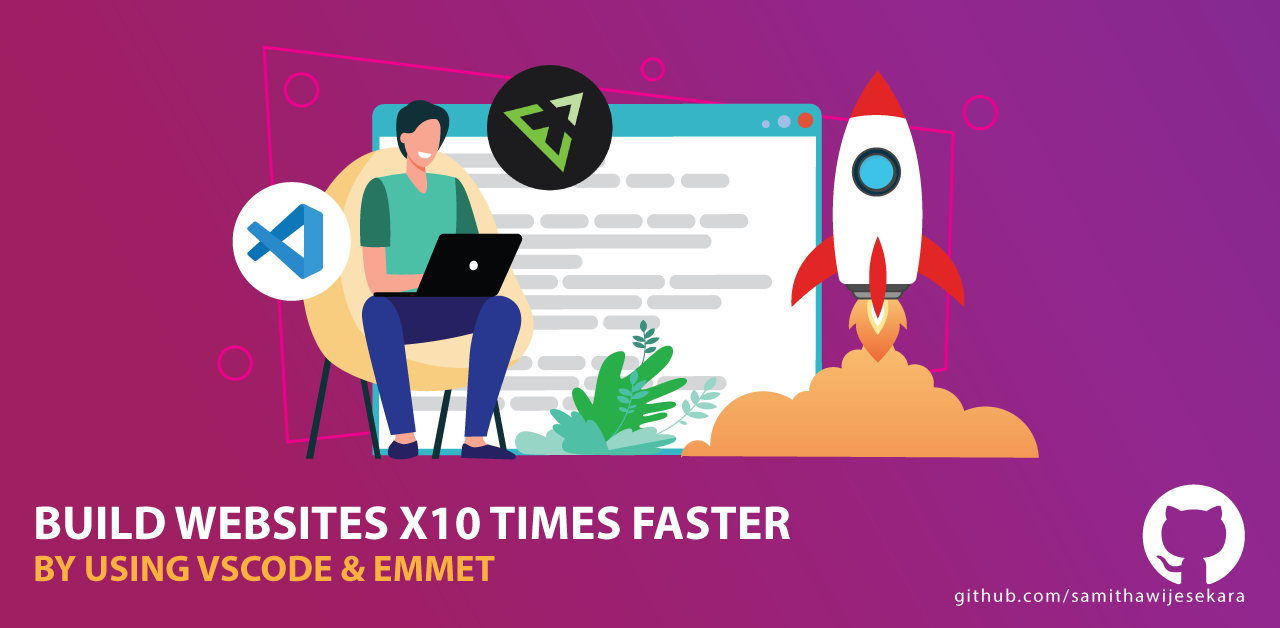 BUILD WEBSITES X10 TIMES FASTER
BY USING VSCODE & EMMET
github.com/samithawijesekara